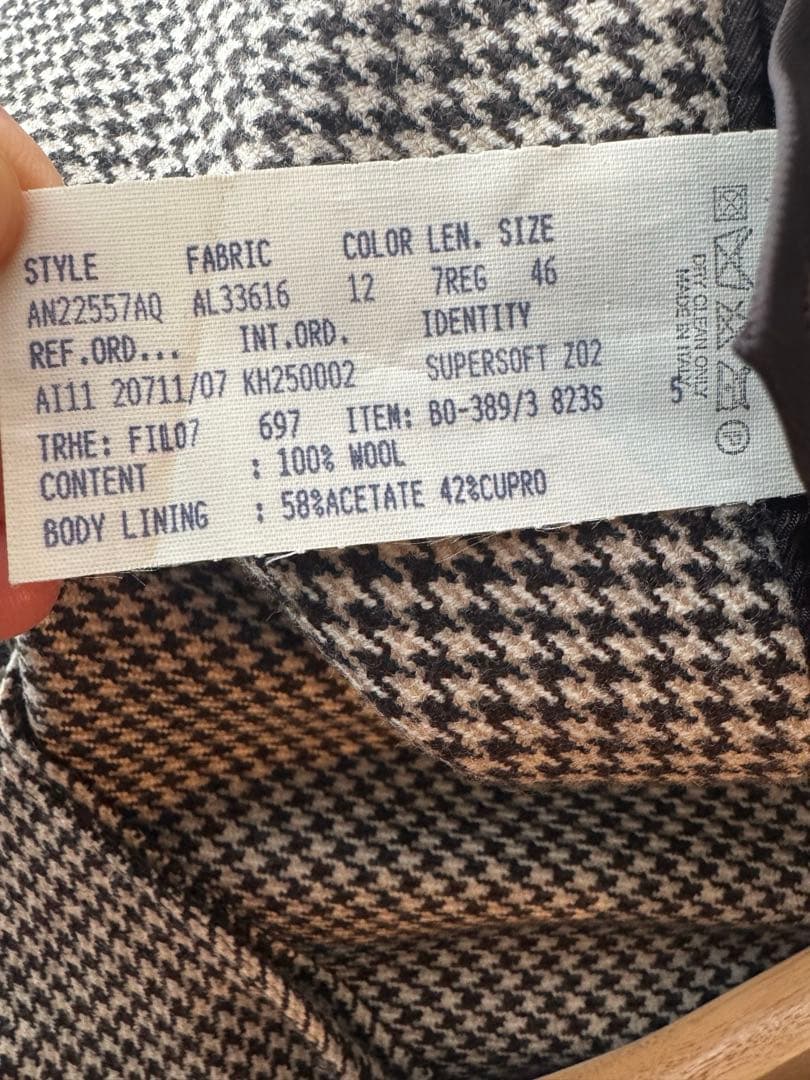 STYLE FABRIC COLOR LEN. SIZE
AN22557AQ AL33616 12 7REG 46
REF.ORD... INT.ORD. IDENTITY
AI11 20711/07 KH250002 SUPERSOFT Z02
TRHE: FIL07 697 ITEM: BO-389/3 823S
CONTENT : 100% WOOL
BODY LINING : 58%ACETATE 42%CUPRO
S
DRY CLEAN ONLY
MADE IN ITALY
P